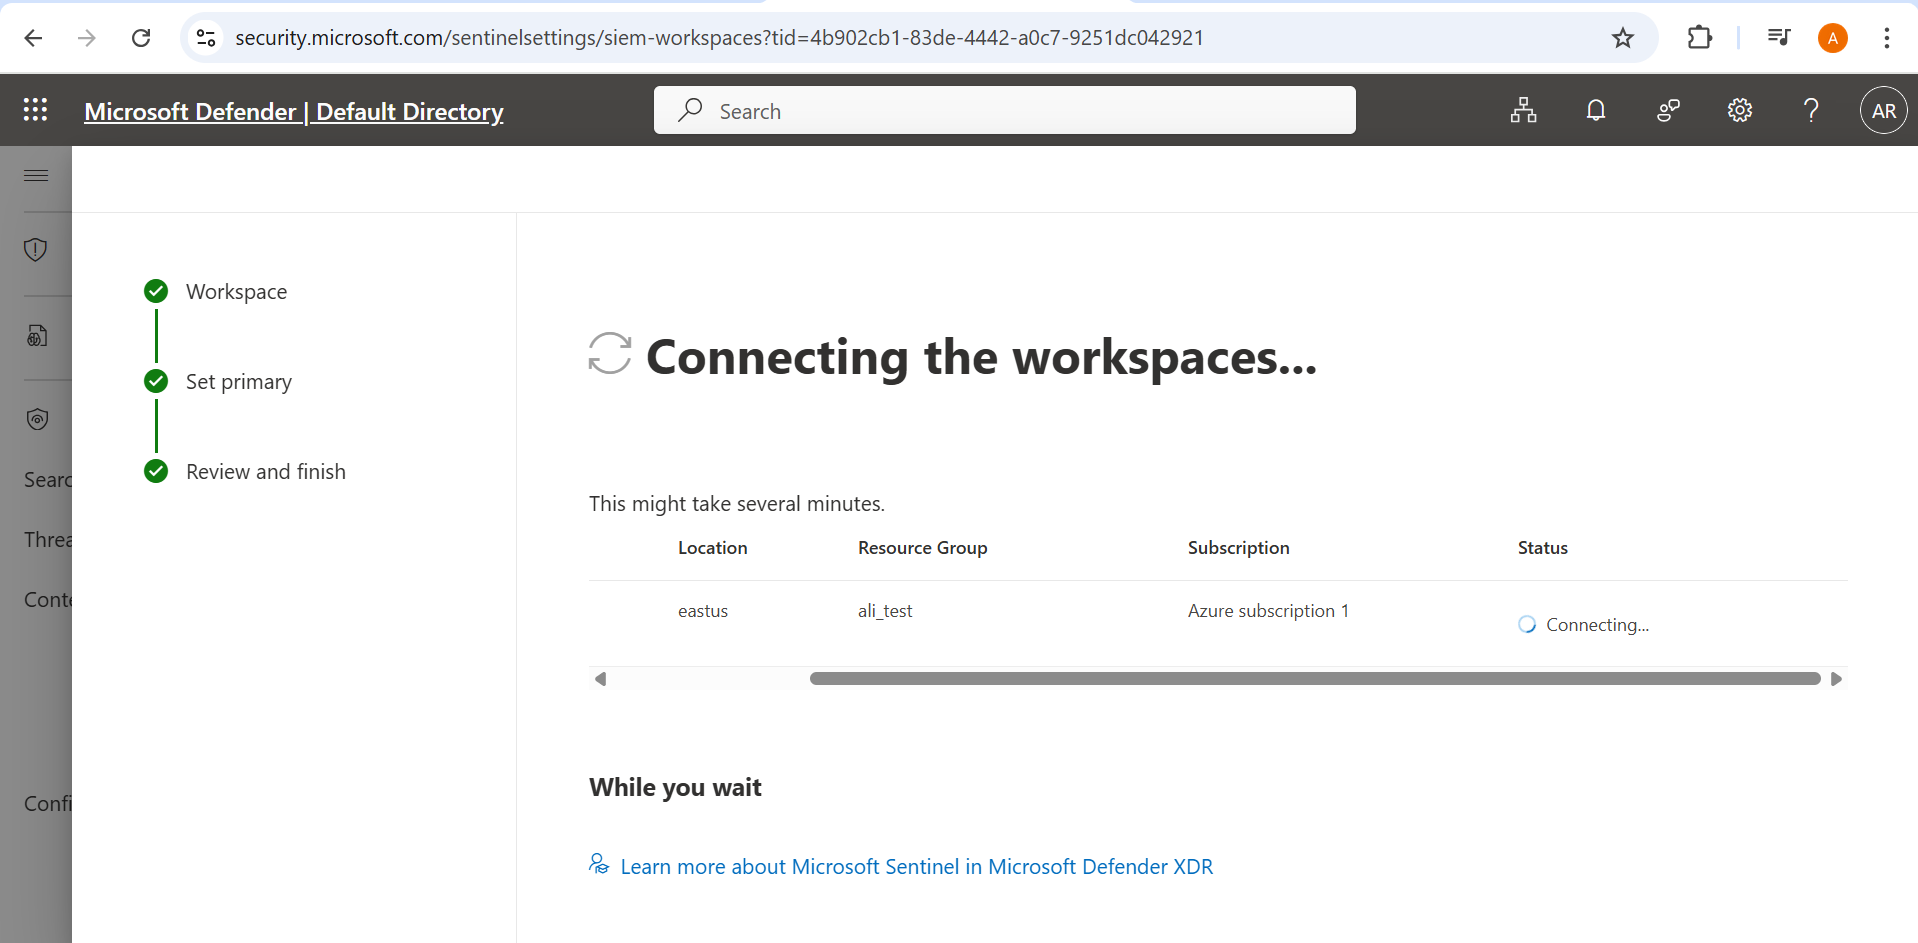 security.microsoft.com/sentinelsettings/siem-workspaces?tid=4b902cb1-83de-4442-a0c7-9251dc042921
A
Microsoft Defender | Default Directory
Search
AR
Workspace
Set primary
Review and finish
Searc
Threa
Conte
Confi
Connecting the workspaces...
This might take several minutes.
Location Resource Group Subscription Status
eastus ali_test Azure subscription 1 Connecting...
While you wait
Learn more about Microsoft Sentinel in Microsoft Defender XDR